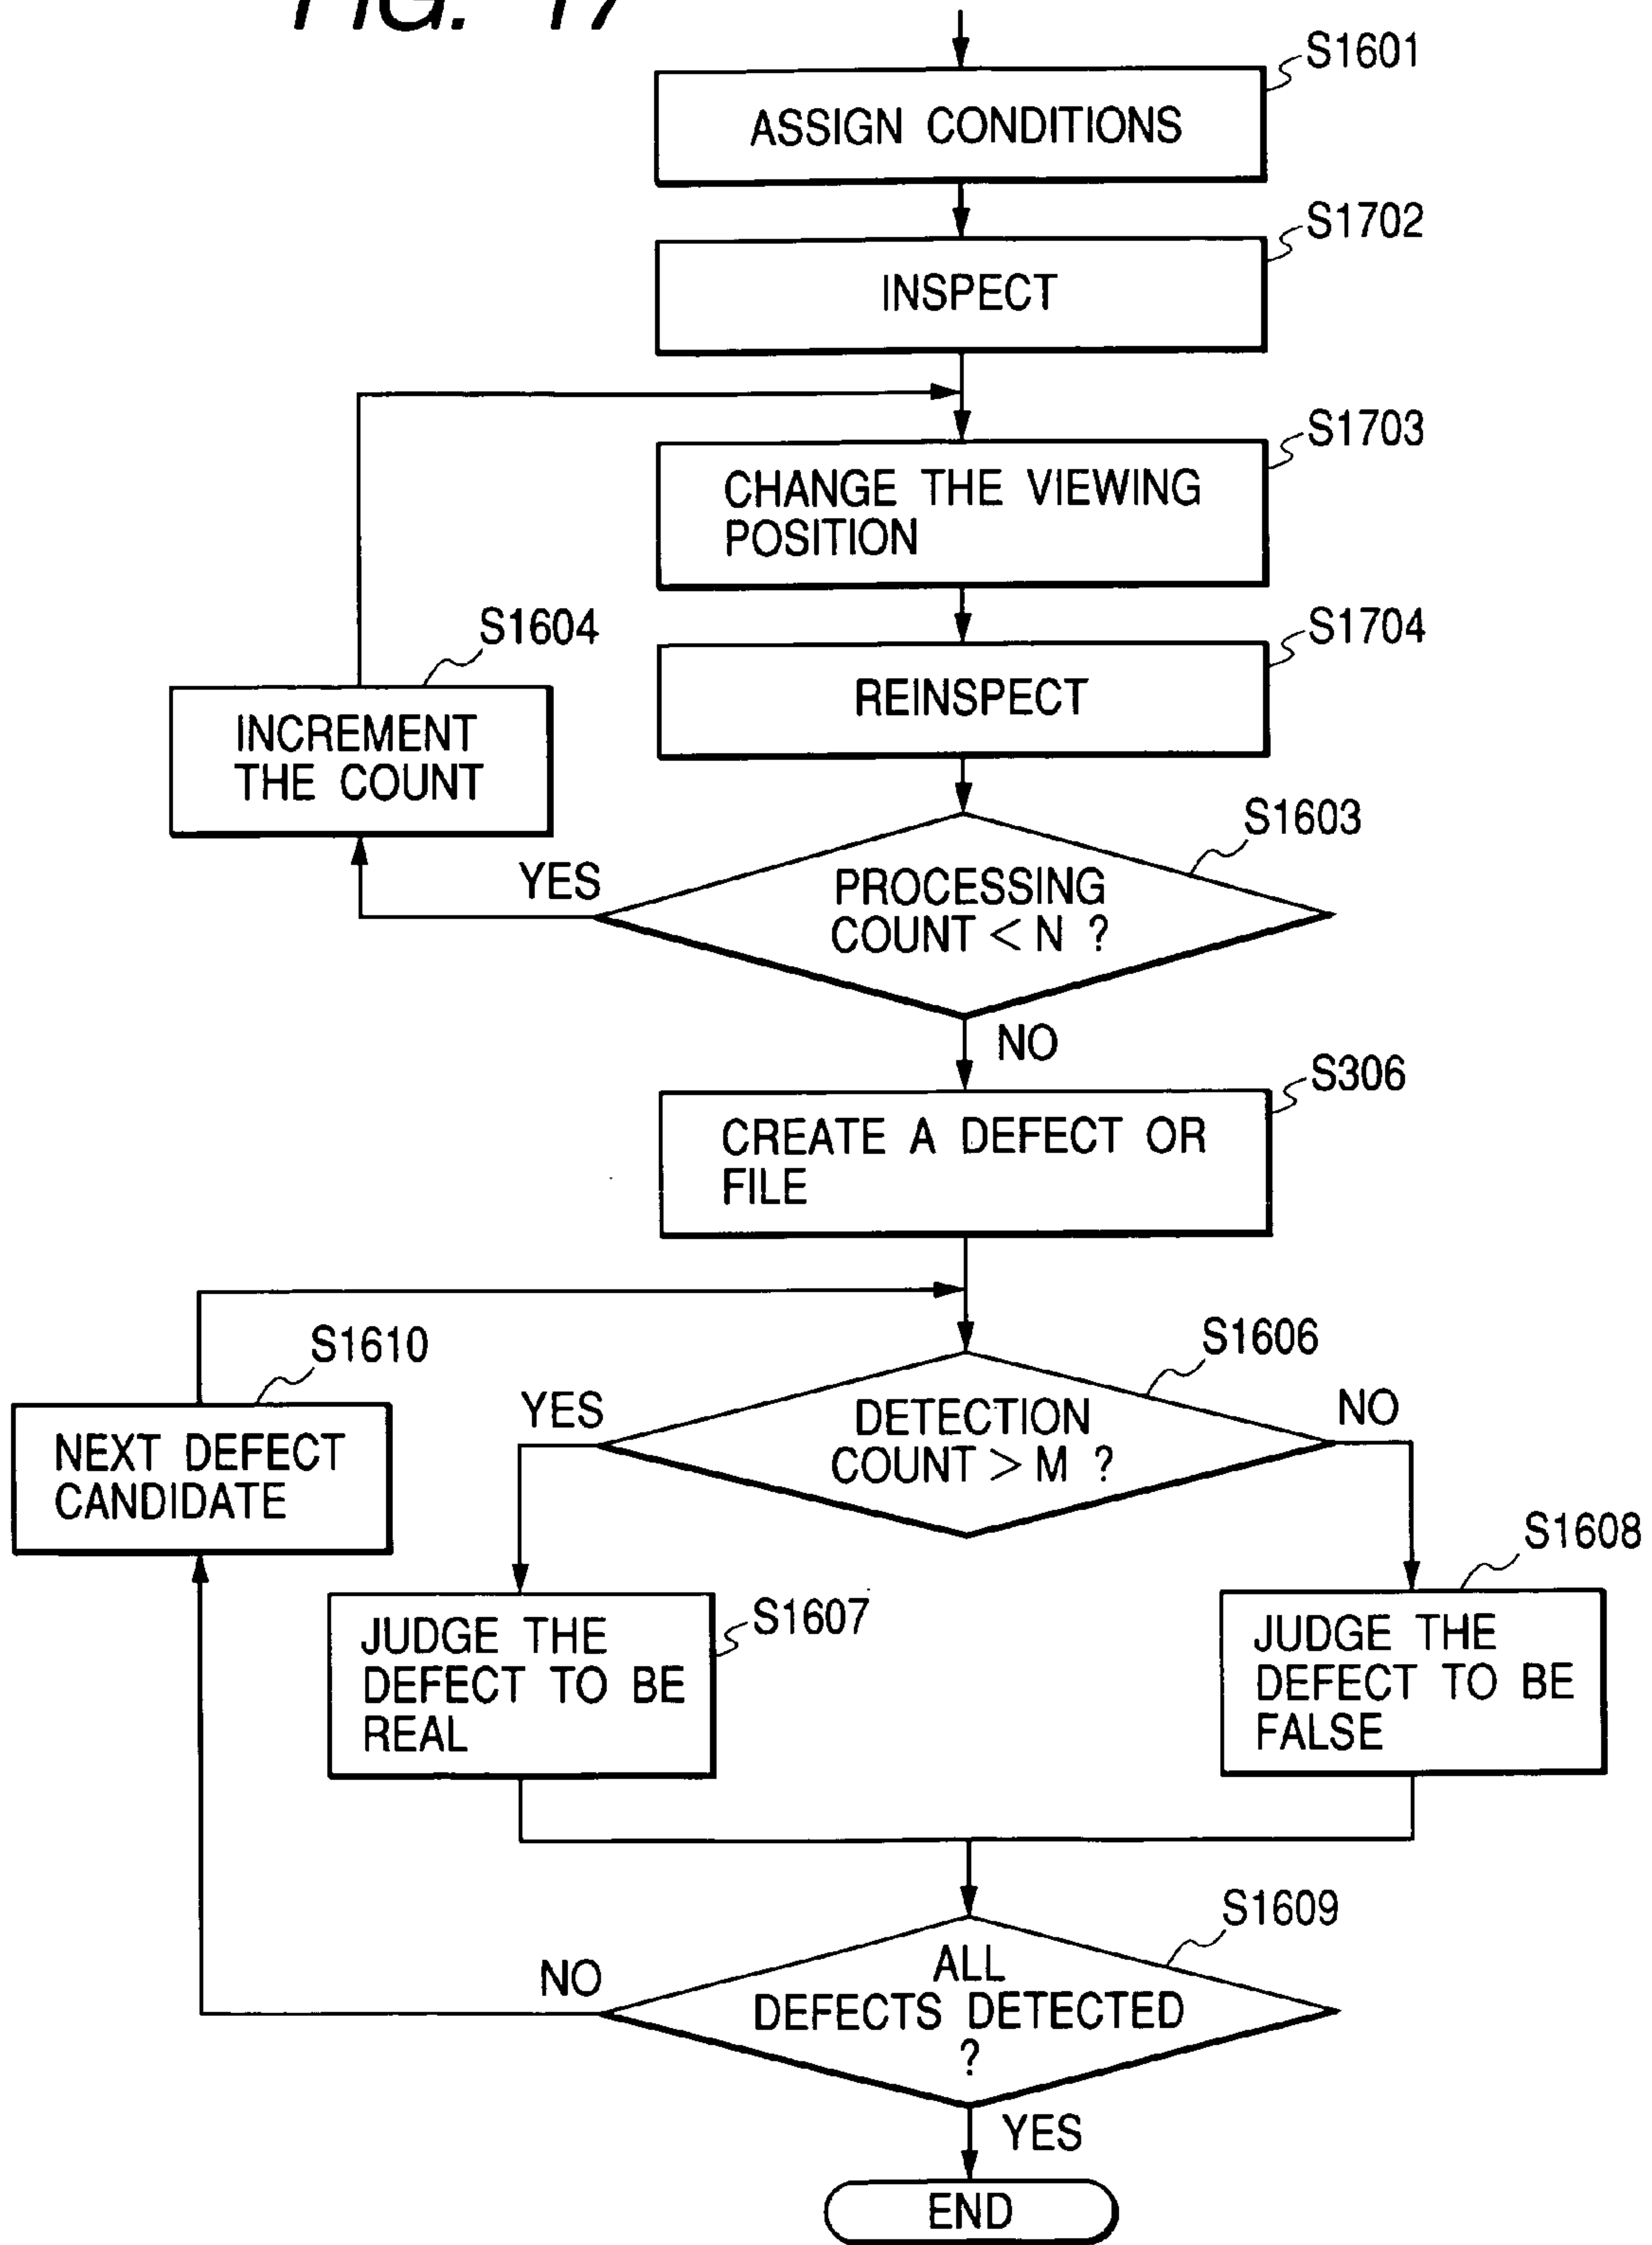 FIG. 17
S1601
ASSIGN CONDITIONS
S1702
INSPECT
S1703
CHANGE THE VIEWING
POSITION
S1604
S1704
INCREMENT
THE COUNT
REINSPECT
S1603
YES
PROCESSING
COUNT < N ?
NO
S306
CREATE A DEFECT OR
FILE
S1610
S1606
NEXT DEFECT
CANDIDATE
YES
DETECTION
COUNT > M ?
NO
S1608
S1607
JUDGE THE
DEFECT TO BE
REAL
JUDGE THE
DEFECT TO BE
FALSE
S1609
NO
ALL
DEFECTS DETECTED
?
YES
END